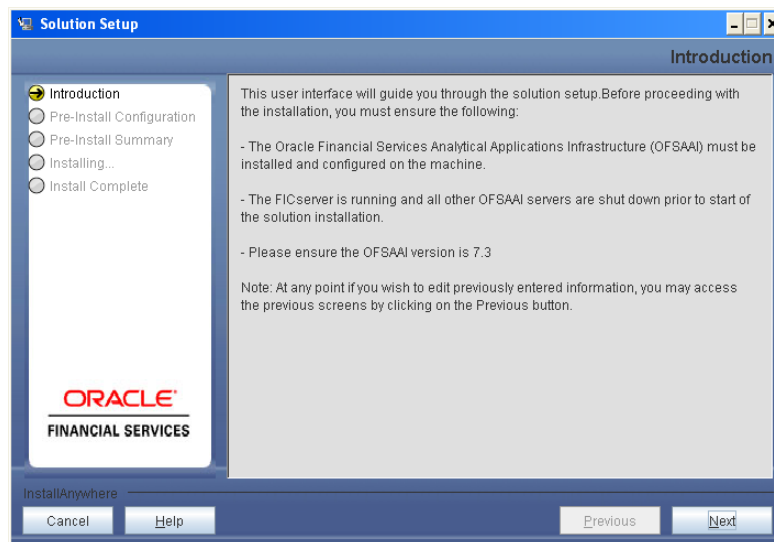 Solution Setup
Introduction
Introduction
Pre-Install Configuration
Pre-Install Summary
Installing...
Install Complete
ORACLE
FINANCIAL SERVICES
This user interface will guide you through the solution setup.Before proceeding with
the installation, you must ensure the following:
- The Oracle Financial Services Analytical Applications Infrastructure (OFSAAI) must be
installed and configured on the machine.
- The FICserver is running and all other OFSAAI servers are shut down prior to start of
the solution installation.
- Please ensure the OFSAAI version is 7.3
Note: At any point if you wish to edit previously entered information, you may access
the previous screens by clicking on the Previous button.
InstallAnywhere
Cancel
Help
Previous
Next